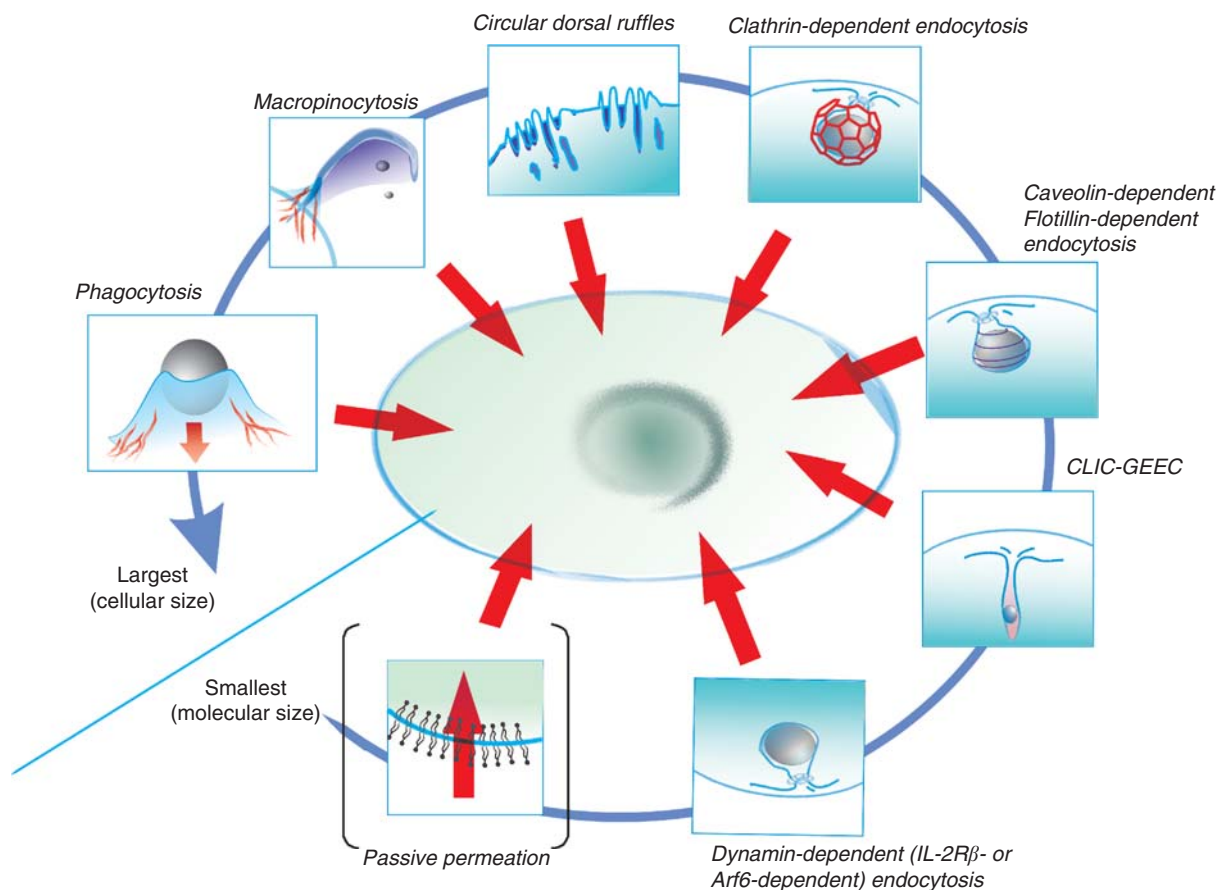 Circular dorsal ruffles
Clathrin-dependent endocytosis
Macropinocytosis
Caveolin-dependent
Flotillin-dependent
endocytosis
Phagocytosis
CLIC-GEEC
Largest
(cellular size)
Smallest
(molecular size)
Passive permeation
Dynamin-dependent (IL-2Rβ- or
Arf6-dependent) endocytosis